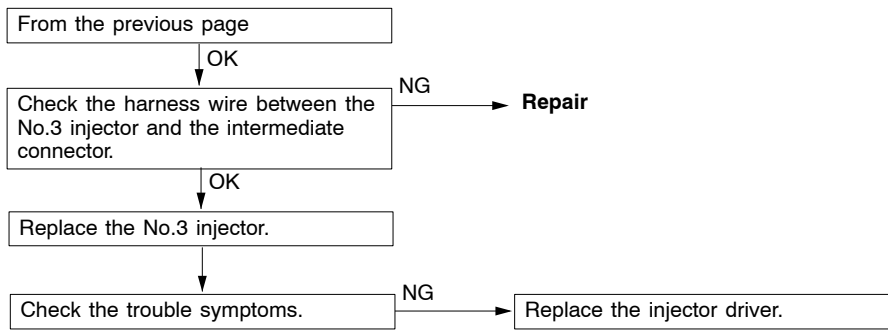 From the previous page
OK
Check the harness wire between the
No.3 injector and the intermediate
connector.
NG
Repair
OK
Replace the No.3 injector.
Check the trouble symptoms.
NG
Replace the injector driver.